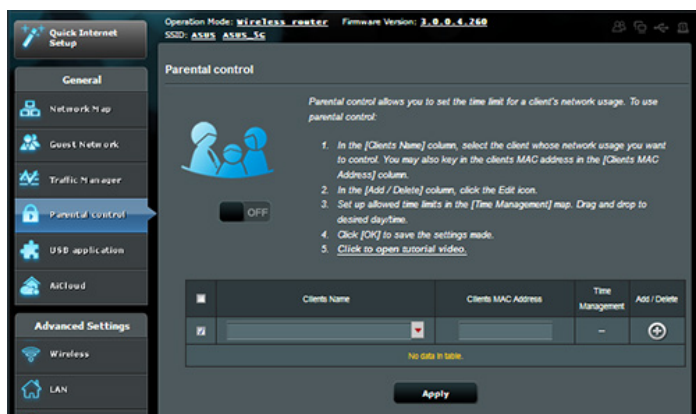 Quick Internet
Setup
Operation Mode: Wireless router Firmware Version: 3.0.0.4.260
SSID: ASUS ASUS_5G
General
Network Map
Guest Network
Traffic Manager
Parental control
USB application
AiCloud
Advanced Settings
Wireless
LAN
Parental control
OFF
Parental control allows you to set the time limit for a client's network usage. To use
parental control:
1. In the [Clients Name] column, select the client whose network usage you want
to control. You may also key in the clients MAC address in the [Clients MAC
Address] column.
2. In the [Add / Delete] column, click the Edit icon.
3. Set up allowed time limits in the [Time Management] map. Drag and drop to
desired day/time.
4. Click [OK] to save the settings made.
5. Click to open tutorial video.
Clients Name
Clients MAC Address
Time
Management
Add / Delete
–
No data in table.
Apply